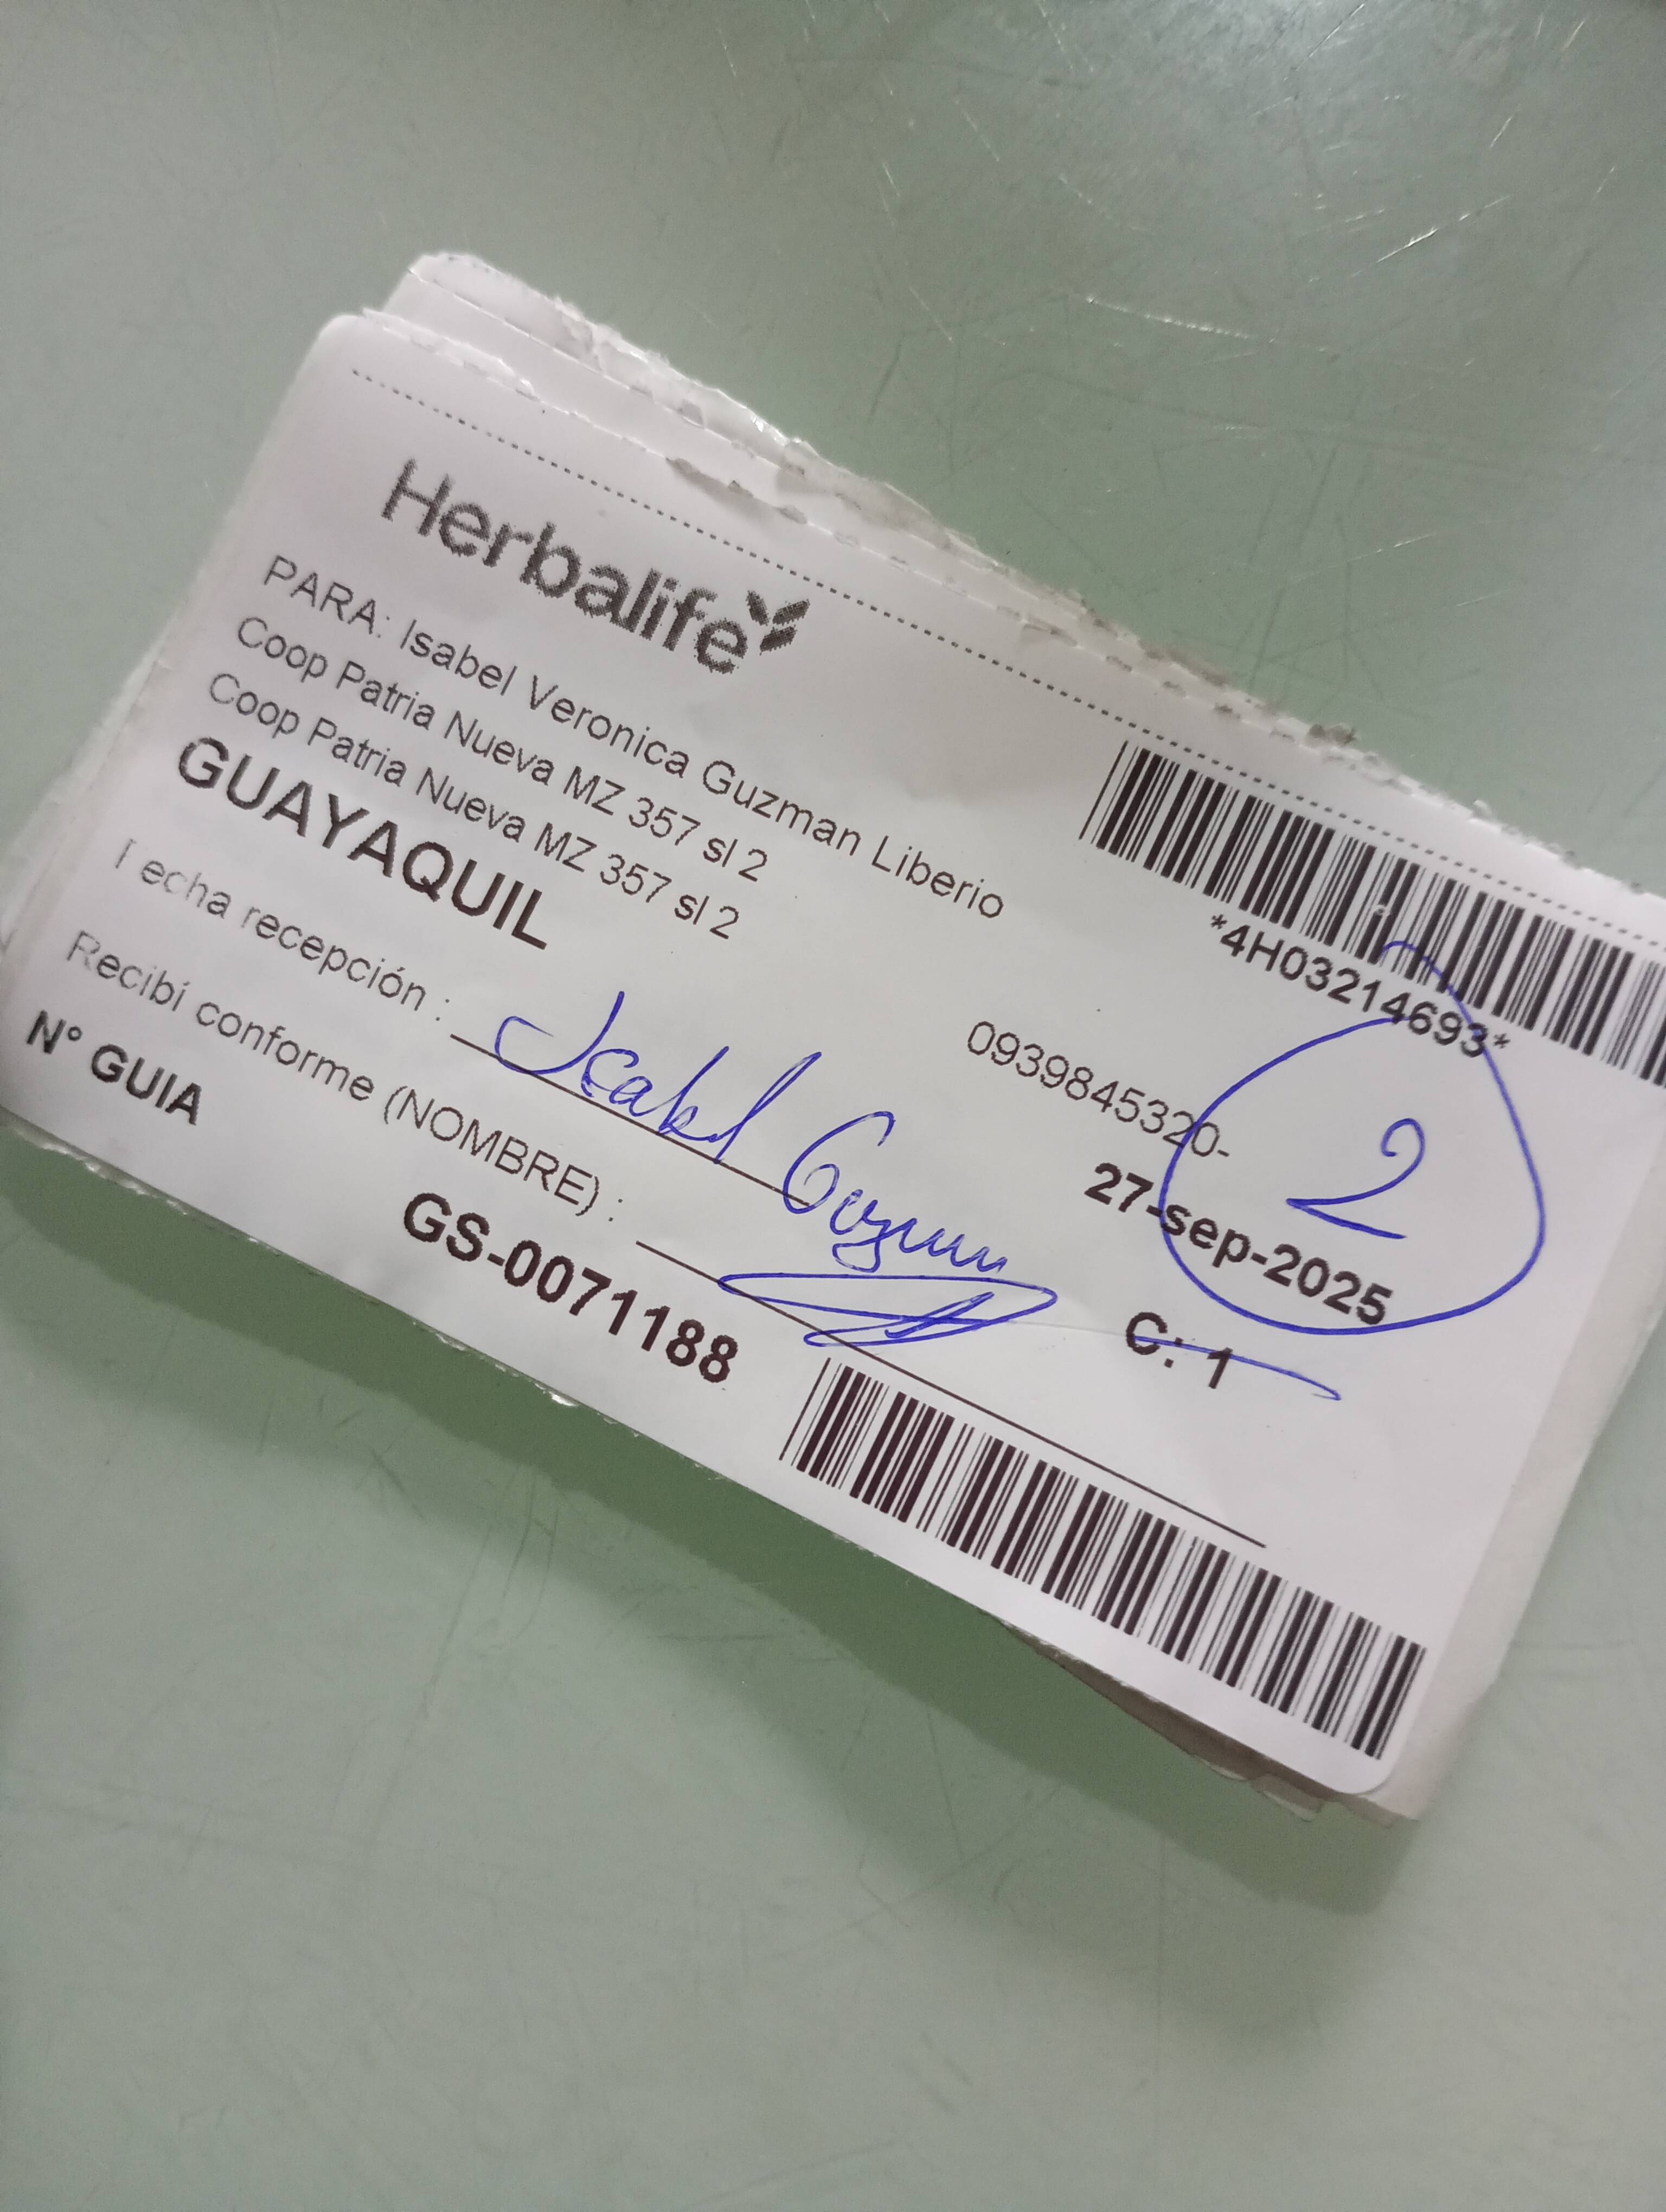 Herbalife
*4H03214693*
PARA: Isabel Veronica Guzman Liberio
Coop Patria Nueva MZ 357 sl 2
Coop Patria Nueva MZ 357 sl 2
0939845320-
GUAYAQUIL
27-sep-2025
2
Fecha recepción :
Isabel Guzman
Recibí conforme (NOMBRE) :
C: 1
N° GUIA
GS-0071188